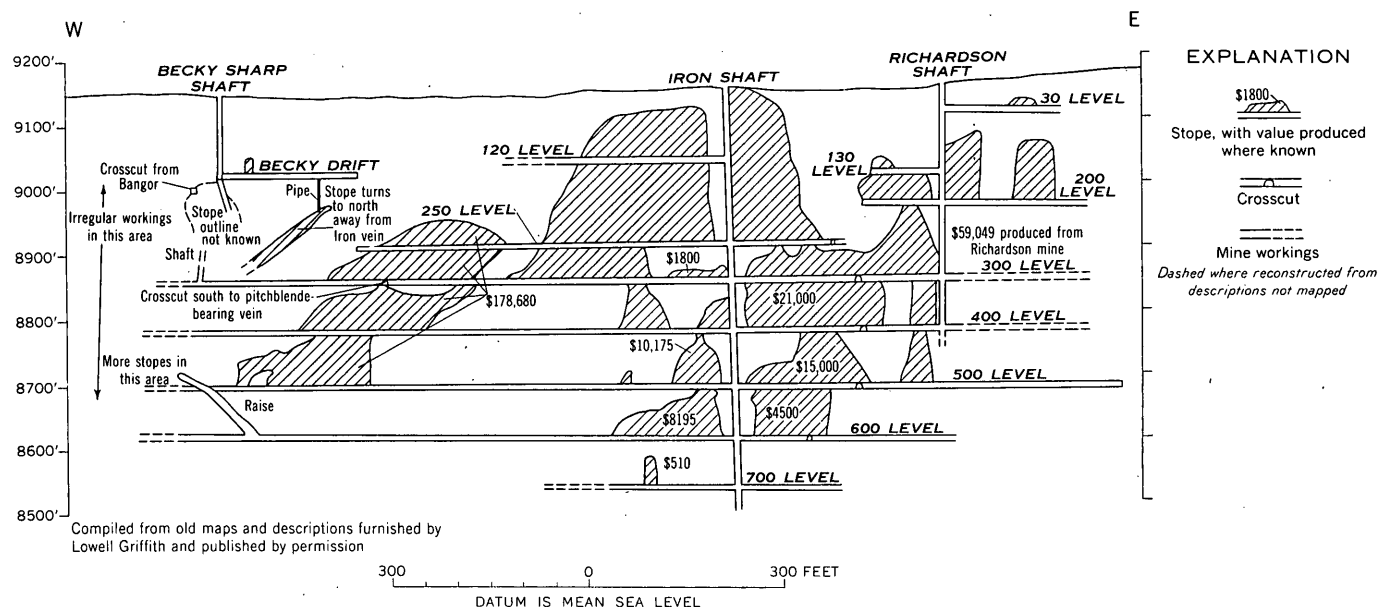 W
E
9200'
9100'
9000'
8900'
8800'
8700'
8600'
8500'
BECKY SHARP
SHAFT
IRON SHAFT
RICHARDSON
SHAFT
30 LEVEL
120 LEVEL
130
LEVEL
200
LEVEL
BECKY DRIFT
Crosscut from
Bangor
Pipe
Stope turns
to north
away from
Iron vein
Irregular workings
in this area
Stope
outline
not known
250 LEVEL
Shaft
$1800
$59,049 produced from
Richardson mine
300 LEVEL
Crosscut south to pitchblende-
bearing vein
$178,680
$21,000
400 LEVEL
$10,175
$15,000
More stopes in
this area
500 LEVEL
Raise
$8195
$4500
600 LEVEL
$510
700 LEVEL
Compiled from old maps and descriptions furnished by
Lowell Griffith and published by permission
300 0 300 FEET
DATUM IS MEAN SEA LEVEL
EXPLANATION
$1800
Stope, with value produced
where known
Crosscut
Mine workings
Dashed where reconstructed from
descriptions not mapped